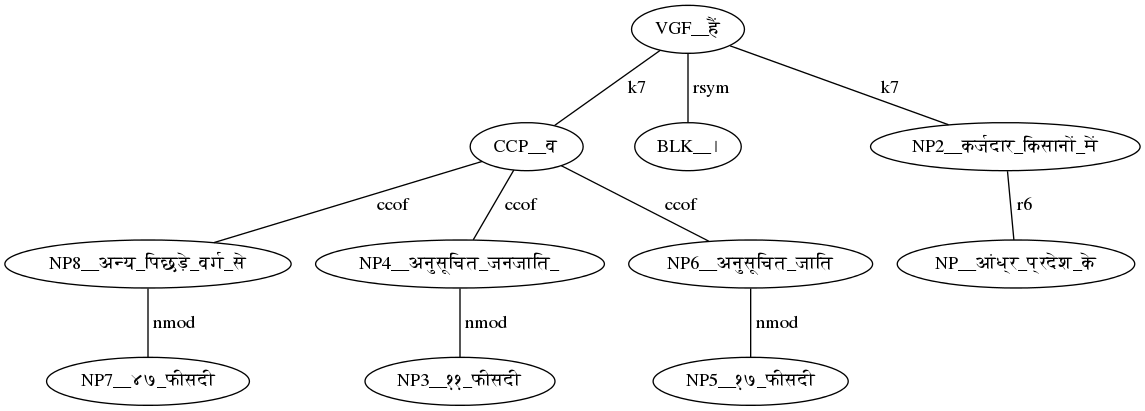 VGF__हैं
k7
rsym
k7
CCP__व
BLK__।
NP2__कर्जदार_किसानों_में
ccof
ccof
ccof
r6
NP8__अन्य_पिछड़े_वर्ग_से
NP4__अनुसूचित_जनजाति_
NP6__अनुसूचित_जाति
NP__आंध्र_प्रदेश_के
nmod
nmod
nmod
NP7__४७_फीसदी
NP3__११_फीसदी
NP5__१७_फीसदी